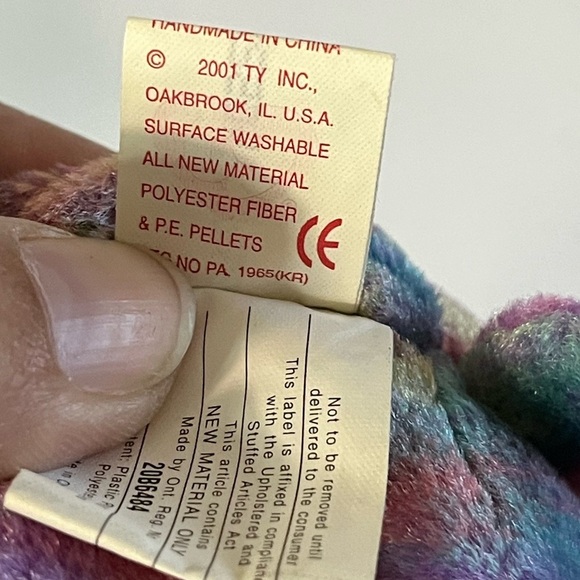 HANDMADE IN CHINA
© 2001 TY INC.,
OAKBROOK, IL. U.S.A.
SURFACE WASHABLE
ALL NEW MATERIAL
POLYESTER FIBER
& P.E. PELLETS
CE
NO PA. 1965(KR)
Not to be removed until
delivered to the consumer
This label is affixed in
with the Upholstered and
Stuffed Articles Act
This article contains
NEW MATERIAL ONLY
Made by Ont. Reg.
20B6484
Plastic